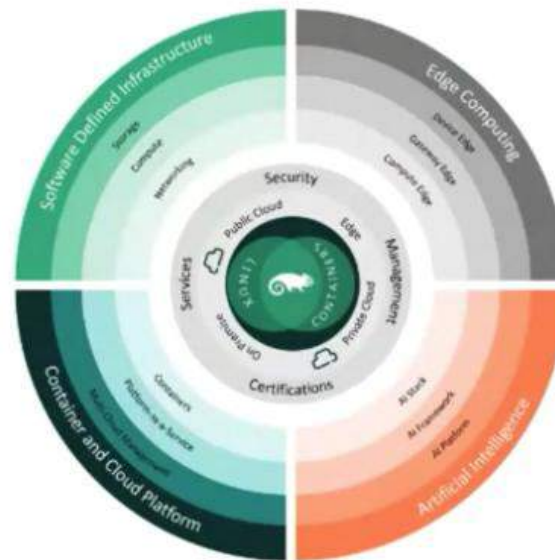 Software Defined Infrastructure
Storage
Compute
Networking
Edge Computing
Device Edge
Gateway Edge
Compute Edge
Security
Management
Certifications
Services
Public Cloud
Edge
Private Cloud
On Premise
LINUX
CONTAINERS
Container and Cloud Platform
Multi Cloud Management
Platform-as-a-Service
Containers
Artificial Intelligence
AI Stack
AI Framework
AI Platform